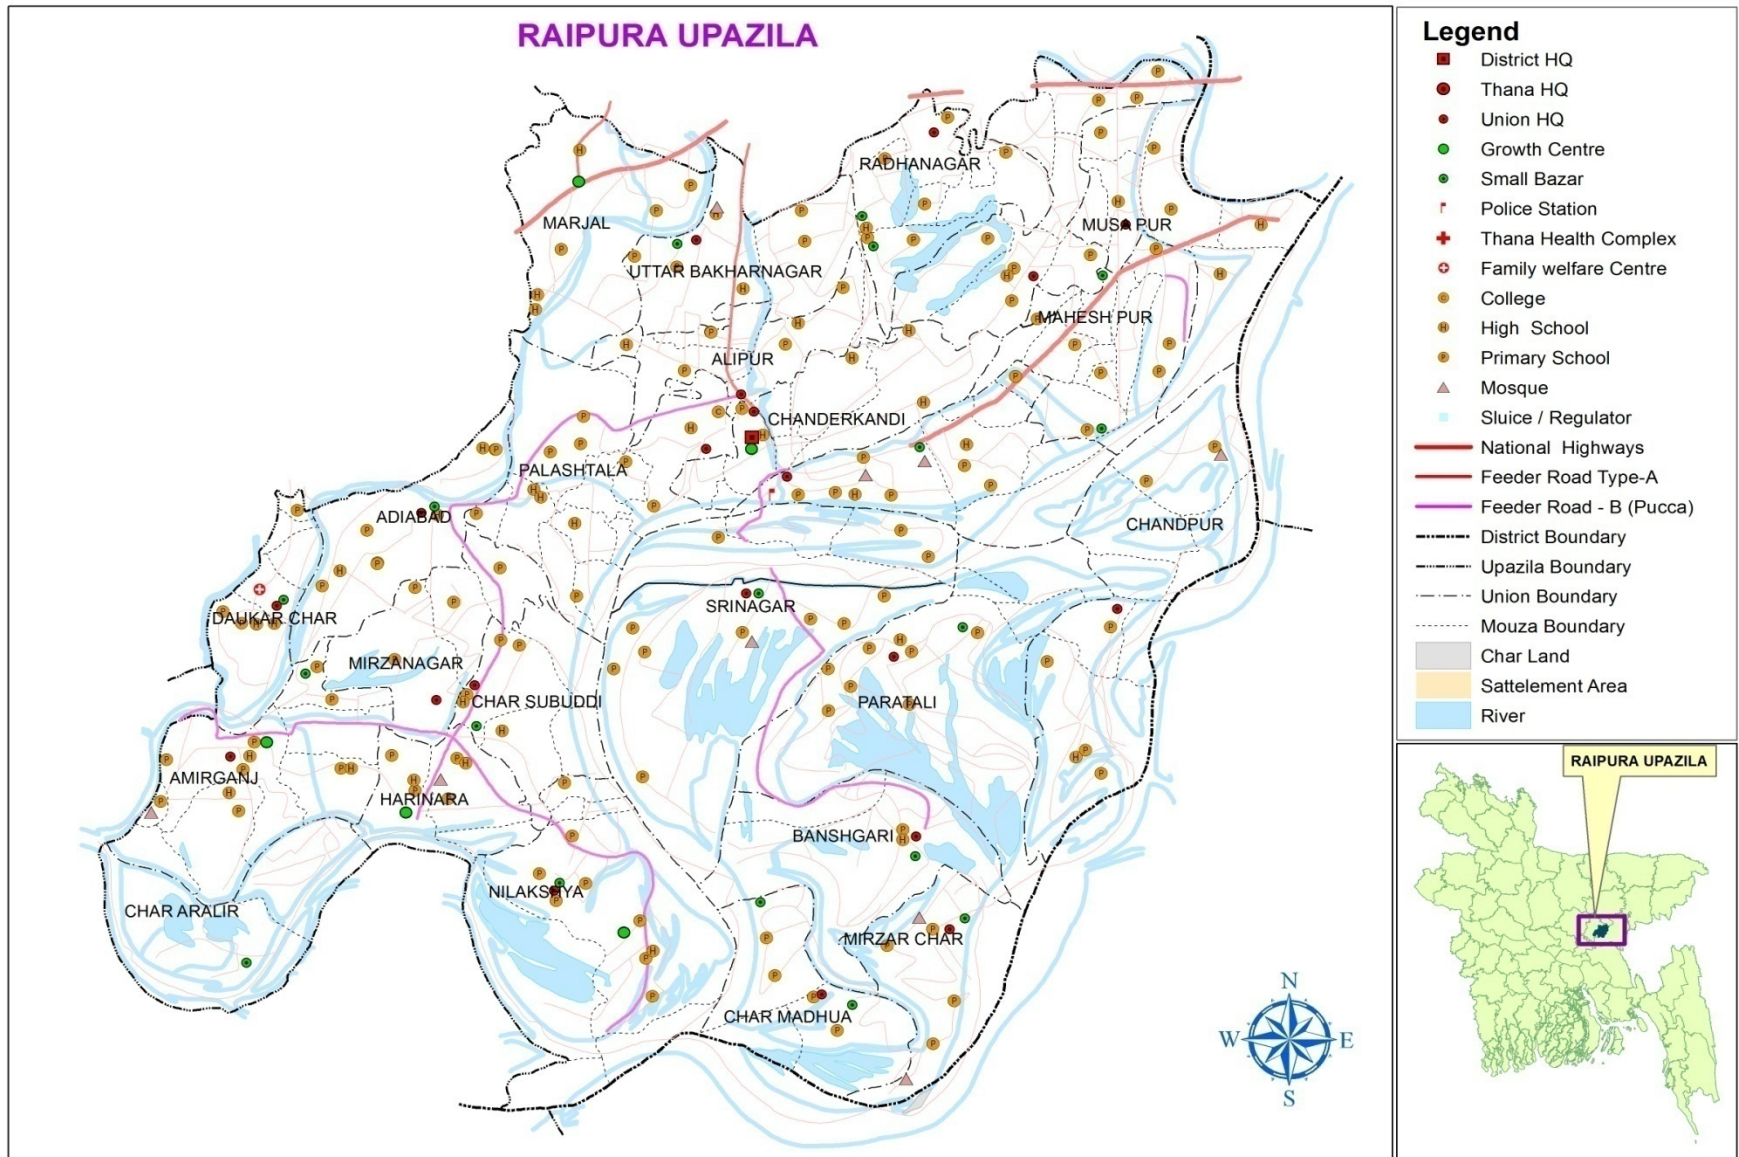 RAIPURA UPAZILA
RADHANAGAR
MARJAL
MUSA PUR
UTTAR BAKHARNAGAR
MAHESH PUR
ALIPUR
CHANDERKANDI
PALASHTALA
ADIABAD
CHANDPUR
SRINAGAR
DAUKAR CHAR
MIRZANAGAR
CHAR SUBUDDI
PARATALI
AMIRGANJ
HARINARA
BANSHGARI
NILAKSHYA
CHAR ARALIR
MIRZAR CHAR
CHAR MADHUA
N
W E
S
Legend
District HQ
Thana HQ
Union HQ
Growth Centre
Small Bazar
Police Station
Thana Health Complex
Family welfare Centre
College
High School
Primary School
Mosque
Sluice / Regulator
National Highways
Feeder Road Type-A
Feeder Road - B (Pucca)
District Boundary
Upazila Boundary
Union Boundary
Mouza Boundary
Char Land
Sattelement Area
River
RAIPURA UPAZILA